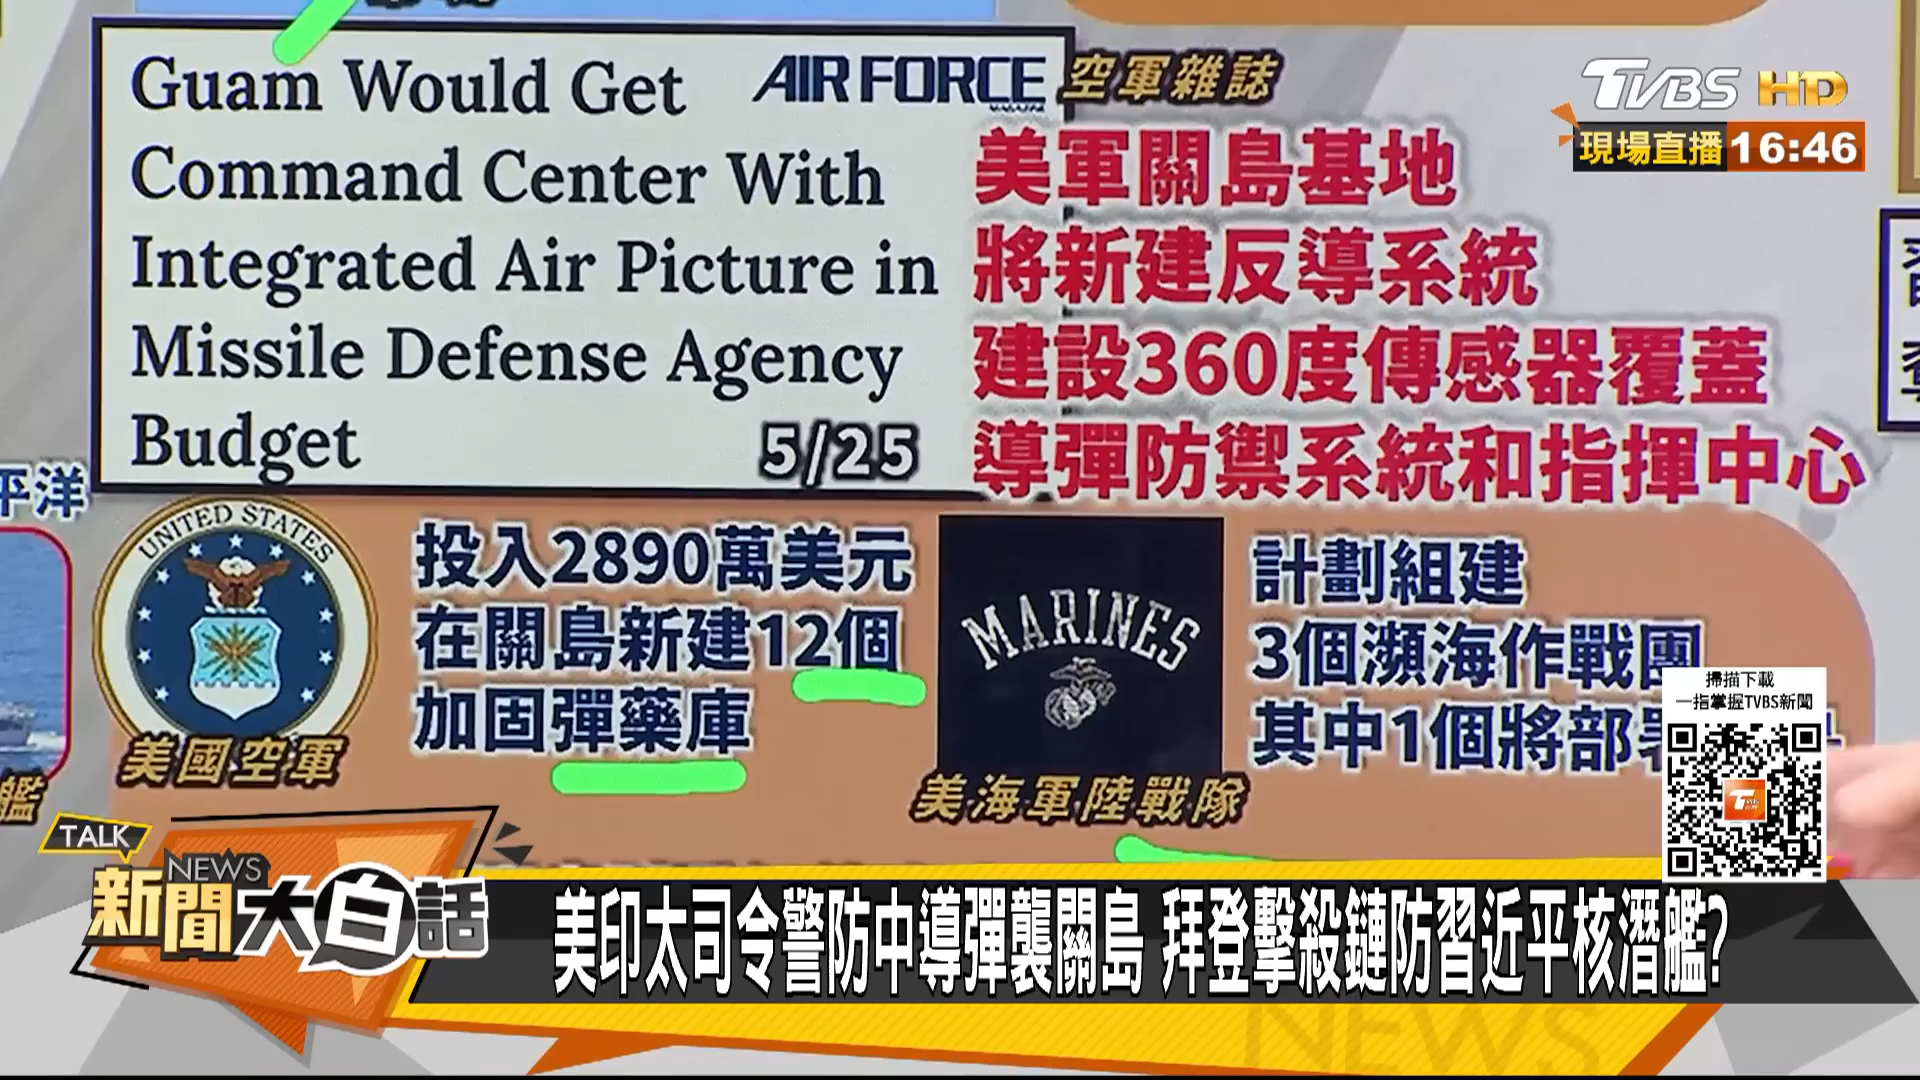 Guam Would Get
AIR FORCE
MAGAZINE
空軍雜誌
Command Center With
Integrated Air Picture in
Missile Defense Agency
Budget
5/25
美軍關島基地
將新建反導系統
建設360度傳感器覆蓋
導彈防禦系統和指揮中心
TVBS HD
現場直播 16:46
平洋
艦
UNITED STATES
美國空軍
投入2890萬美元
在關島新建12個
加固彈藥庫
MARINES
美海軍陸戰隊
計劃組建
3個瀕海作戰團
其中1個將部署
掃描下載
一指掌握TVBS新聞
TALK
NEWS
新聞大白話
美印太司令警防中導彈襲關島 拜登擊殺鏈防習近平核潛艦?
NEWS